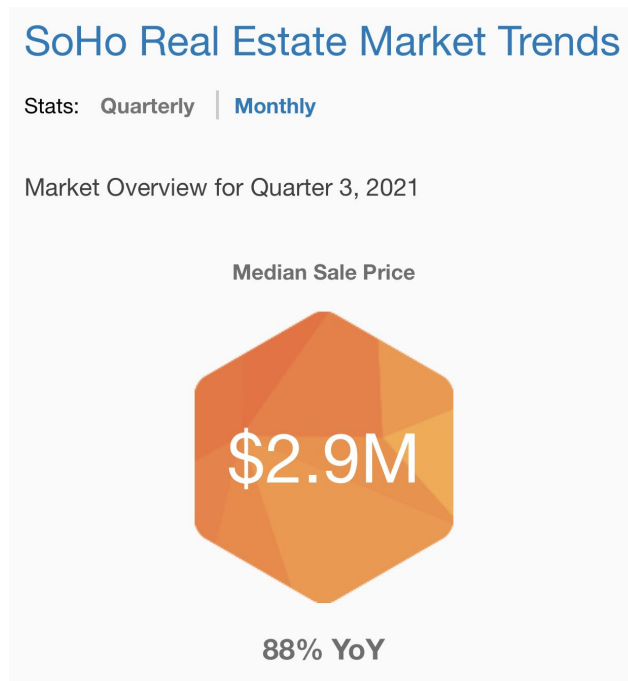 SoHo Real Estate Market Trends
Stats: Quarterly Monthly
Market Overview for Quarter 3, 2021
Median Sale Price
$2.9M
88% YoY